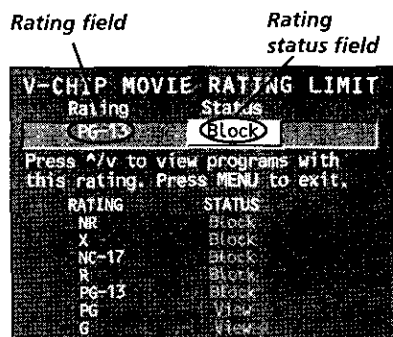 Rating field
Rating
status field
V-CHIP MOVIE RATING LIMIT
Rating Status
PG-13 Block
Press ^/v to view programs with
this rating. Press MENU to exit.
RATING STATUS
NR Block
X Block
NC-17 Block
R Block
PG-13 Block
PG View
G View